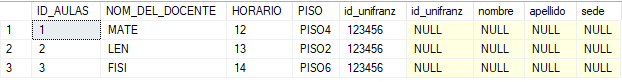 ID_AULAS NOM_DEL_DOCENTE HORARIO PISO id_unifranz id_unifranz nombre apellido sede
1 1 MATE 12 PISO4 123456 NULL NULL NULL NULL
2 2 LEN 13 PISO2 123456 NULL NULL NULL NULL
3 3 FISI 14 PISO6 123456 NULL NULL NULL NULL